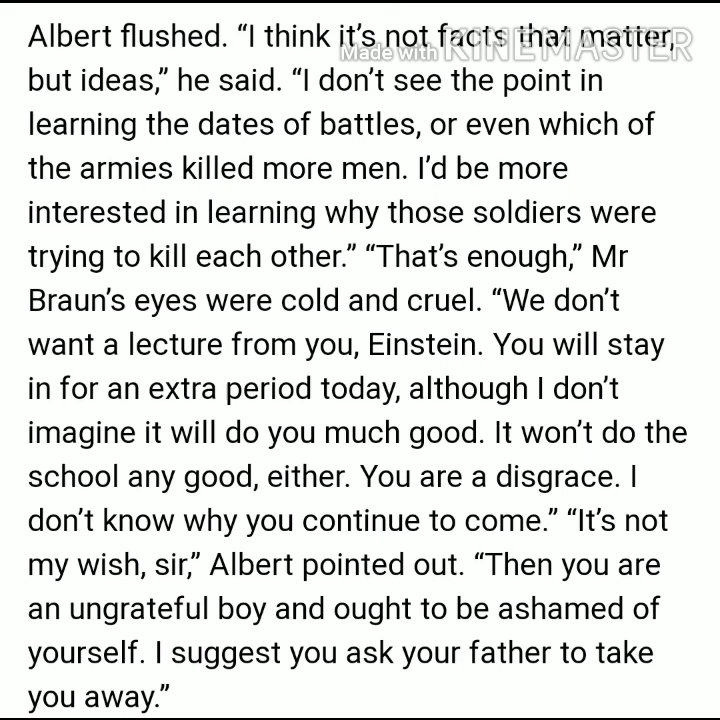 Albert flushed. “I think it’s not facts that matter,
Made with KINEMASTER
but ideas,” he said. “I don’t see the point in
learning the dates of battles, or even which of
the armies killed more men. I’d be more
interested in learning why those soldiers were
trying to kill each other.” “That’s enough,” Mr
Braun’s eyes were cold and cruel. “We don’t
want a lecture from you, Einstein. You will stay
in for an extra period today, although I don’t
imagine it will do you much good. It won’t do the
school any good, either. You are a disgrace. I
don’t know why you continue to come.” “It’s not
my wish, sir,” Albert pointed out. “Then you are
an ungrateful boy and ought to be ashamed of
yourself. I suggest you ask your father to take
you away.”